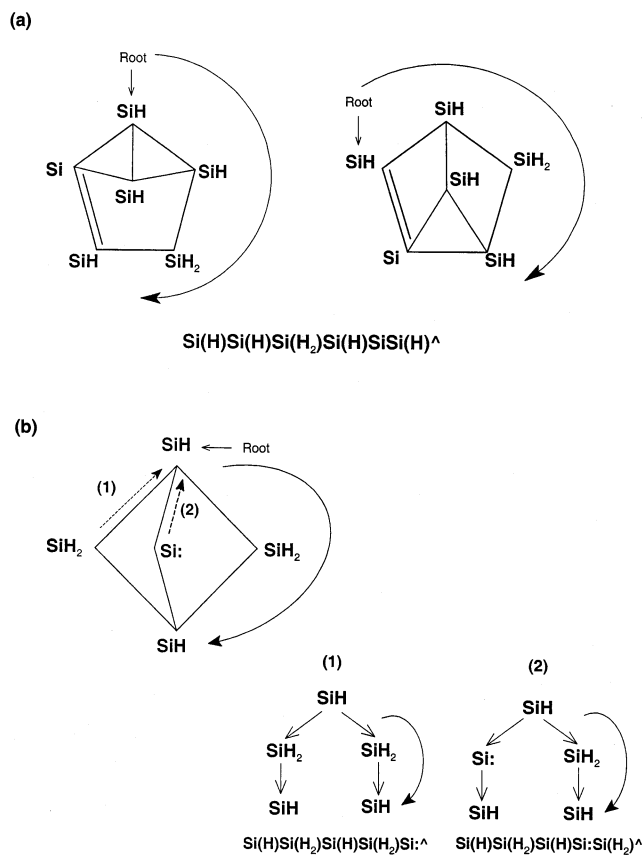 (a)
Root
SiH
Si
SiH
SiH
SiH
SiH₂
Root
SiH
SiH
SiH₂
SiH
Si
SiH
Si(H)Si(H)Si(H₂)Si(H)SiSi(H)^
(b)
SiH
Root
(1)
(2)
SiH₂
Si:
SiH₂
SiH
(1)
SiH
SiH₂
SiH₂
SiH
SiH
Si(H)Si(H₂)Si(H)Si(H₂)Si:^
(2)
SiH
Si:
SiH₂
SiH
SiH
Si(H)Si(H₂)Si(H)Si:Si(H₂)^